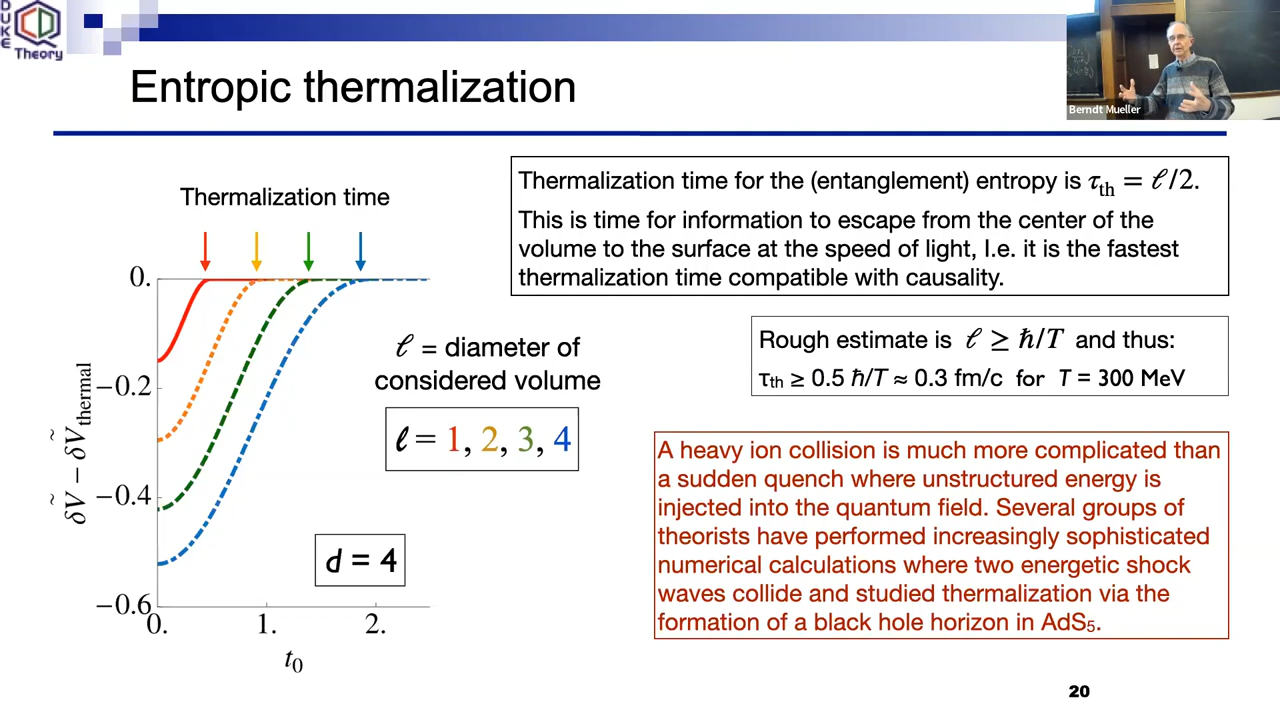 DUKE
QCD
Theory
Entropic thermalization
Berndt Mueller
Thermalization time
Thermalization time for the (entanglement) entropy is τth = ℓ/2.
This is time for information to escape from the center of the
volume to the surface at the speed of light, I.e. it is the fastest
thermalization time compatible with causality.
Rough estimate is ℓ ≥ ħ/T and thus:
τth ≥ 0.5 ħ/T ≈ 0.3 fm/c for T = 300 MeV
ℓ = diameter of
considered volume
ℓ = 1, 2, 3, 4
d = 4
0.
−0.2
−0.4
−0.6
δṼ − δṼthermal
0. 1. 2.
t0
A heavy ion collision is much more complicated than
a sudden quench where unstructured energy is
injected into the quantum field. Several groups of
theorists have performed increasingly sophisticated
numerical calculations where two energetic shock
waves collide and studied thermalization via the
formation of a black hole horizon in AdS5.
20